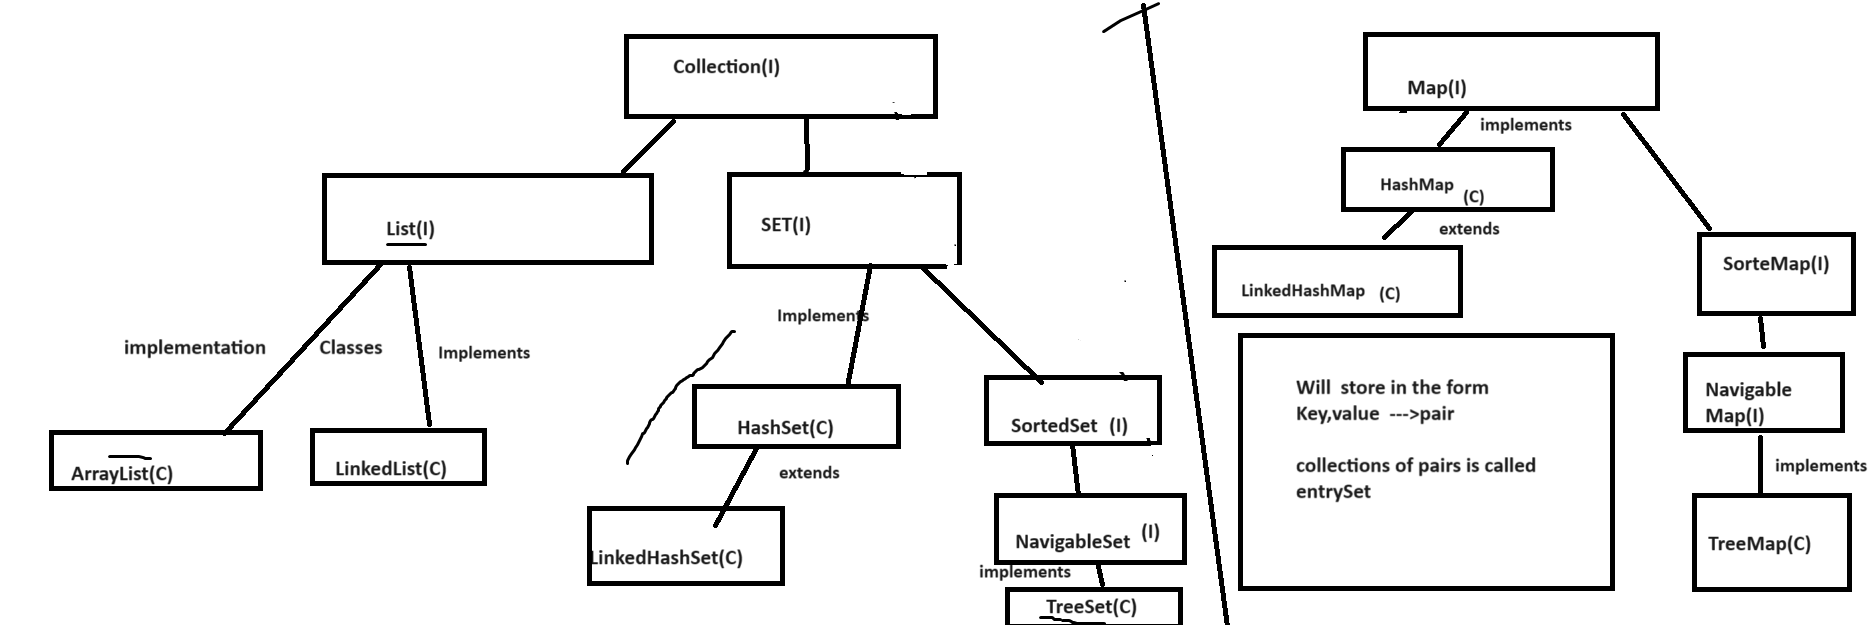 Collection(I)
List(I)
SET(I)
implementation Classes
Implements
Implements
ArrayList(C)
LinkedList(C)
HashSet(C)
extends
LinkedHashSet(C)
SortedSet (I)
NavigableSet (I)
implements
TreeSet(C)
Map(I)
implements
HashMap (C)
extends
LinkedHashMap (C)
SorteMap(I)
Navigable
Map(I)
implements
TreeMap(C)
Will store in the form
Key,value --->pair
collections of pairs is called
entrySet